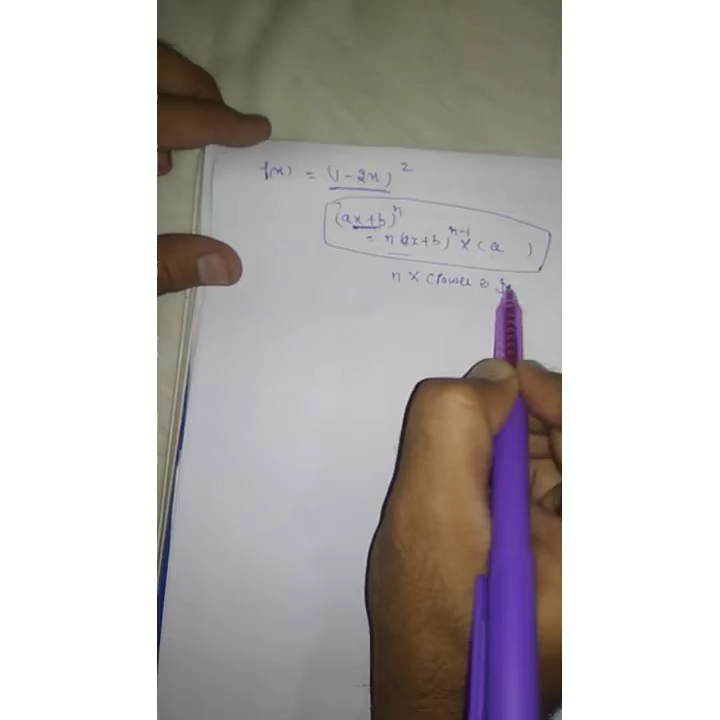 f(x) = (1-2x)²
(ax+b)ⁿ
= n(ax+b)ⁿ⁻¹ × (a )
n × (Power